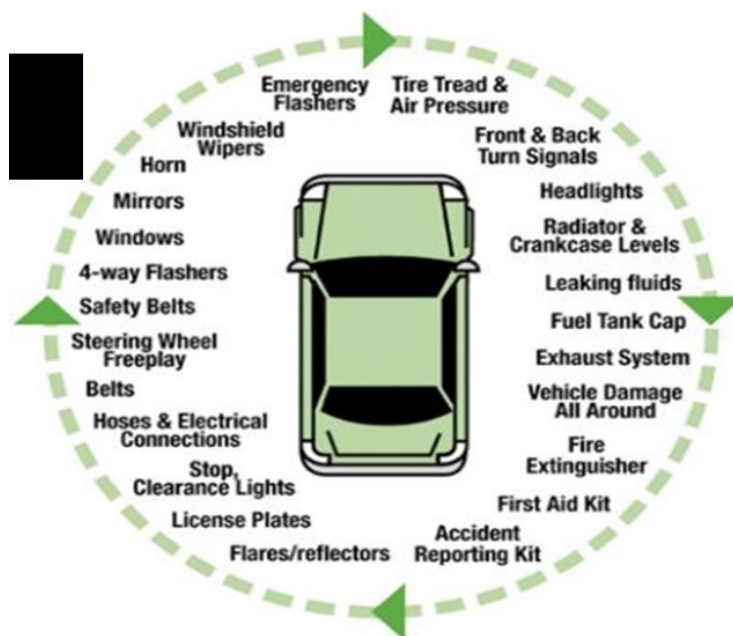 Tire Tread &
Air Pressure
Front & Back
Turn Signals
Headlights
Radiator &
Crankcase Levels
Leaking fluids
Fuel Tank Cap
Exhaust System
Vehicle Damage
All Around
Fire
Extinguisher
First Aid Kit
Accident
Reporting Kit
Flares/reflectors
License Plates
Stop,
Clearance Lights
Hoses & Electrical
Connections
Belts
Steering Wheel
Freeplay
Safety Belts
4-way Flashers
Windows
Mirrors
Horn
Windshield
Wipers
Emergency
Flashers